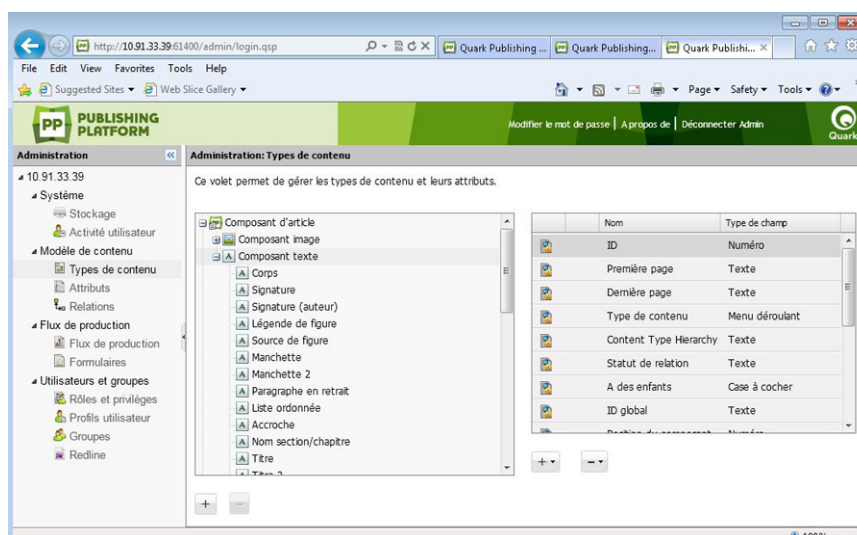 http://10.91.33.39:61400/admin/login.qsp
Quark Publishing ...
Quark Publishing...
Quark Publishi...
File Edit View Favorites Tools Help
Suggested Sites Web Slice Gallery
Page Safety Tools
PP PUBLISHING PLATFORM
Modifier le mot de passe | A propos de | Déconnecter Admin
Quark
Administration
Administration: Types de contenu
10.91.33.39
Système
Stockage
Activité utilisateur
Modèle de contenu
Types de contenu
Attributs
Relations
Flux de production
Flux de production
Formulaires
Utilisateurs et groupes
Rôles et privilèges
Profils utilisateur
Groupes
Redline
Ce volet permet de gérer les types de contenu et leurs attributs.
Composant d'article
Composant image
Composant texte
Corps
Signature
Signature (auteur)
Légende de figure
Source de figure
Manchette
Manchette 2
Paragraphe en retrait
Liste ordonnée
Accroche
Nom section/chapitre
Titre
Titre 2
Nom Type de champ
ID Numéro
Première page Texte
Dernière page Texte
Type de contenu Menu déroulant
Content Type Hierarchy Texte
Statut de relation Texte
A des enfants Case à cocher
ID global Texte